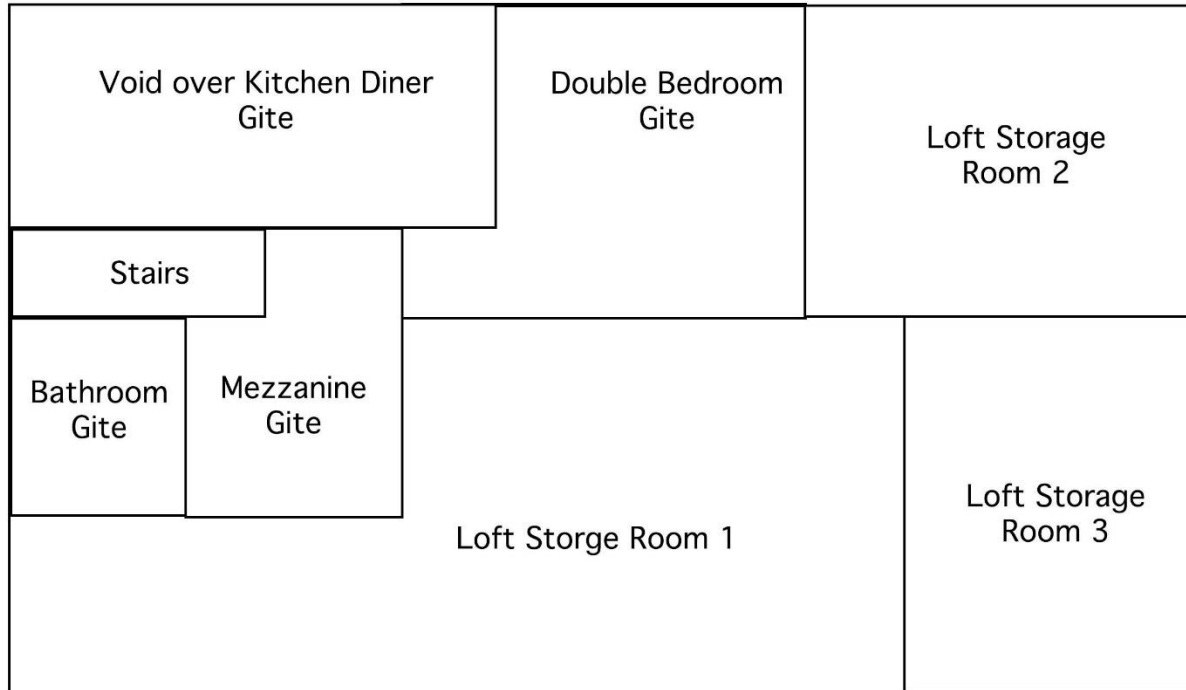 Void over Kitchen Diner
Gite
Double Bedroom
Gite
Loft Storage
Room 2
Stairs
Bathroom
Gite
Mezzanine
Gite
Loft Storge Room 1
Loft Storage
Room 3